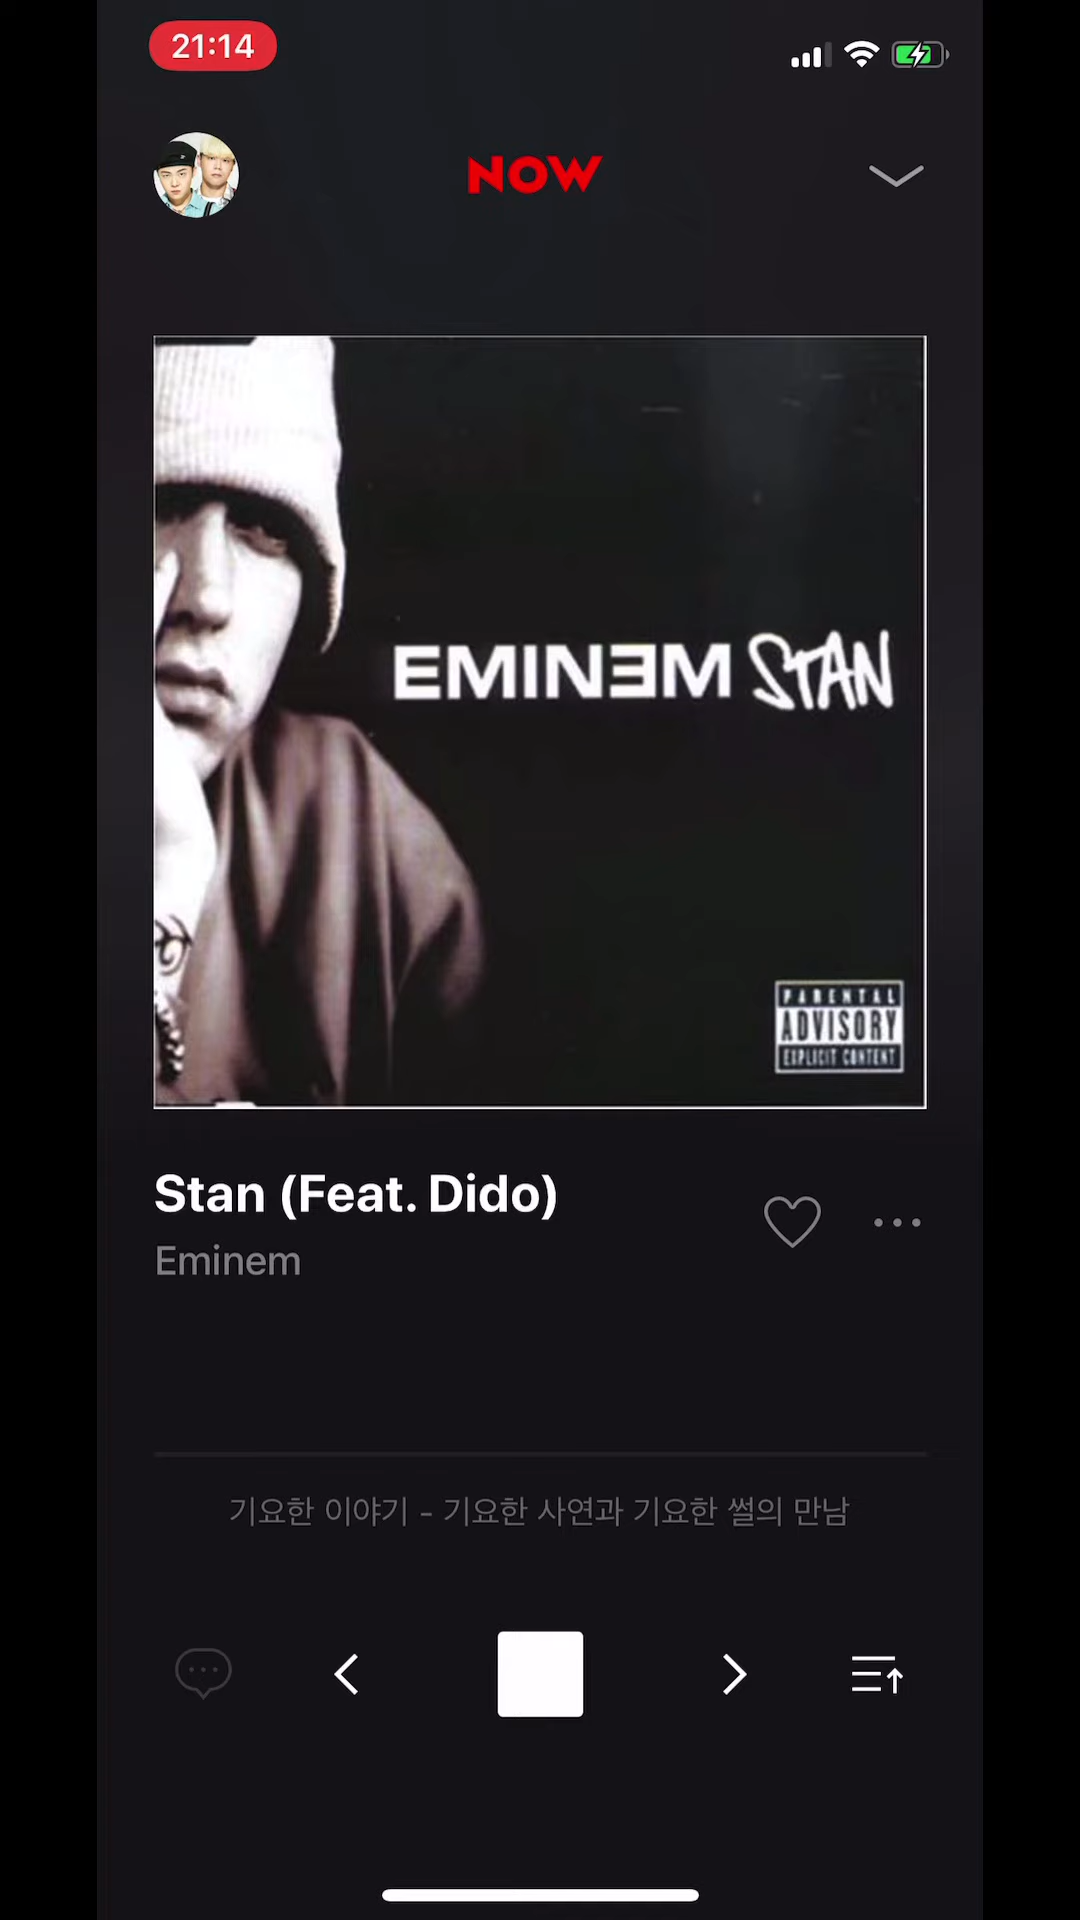 21:14
NOW
EMINƎM STAN
PARENTAL
ADVISORY
EXPLICIT CONTENT
Stan (Feat. Dido)
Eminem
기요한 이야기 - 기요한 사연과 기요한 썰의 만남